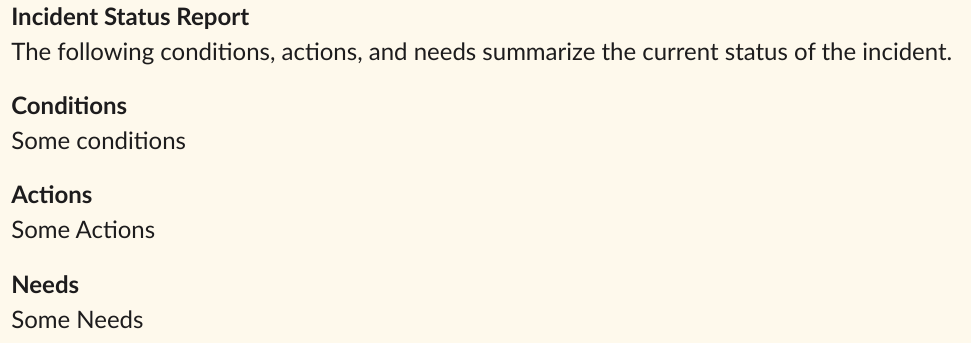 Incident Status Report
The following conditions, actions, and needs summarize the current status of the incident.
Conditions
Some conditions
Actions
Some Actions
Needs
Some Needs